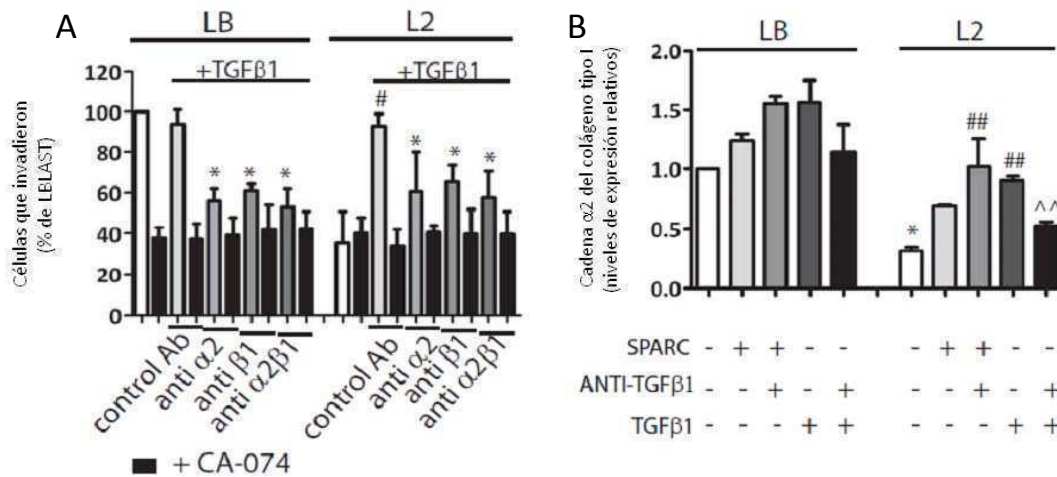 A
LB
L2
+TGFβ1
+TGFβ1
Células que invadieron
(% de LBLAST)
120
100
80
60
40
20
0
#
*
*
*
*
*
*
control Ab
anti α2
anti β1
anti α2β1
control Ab
anti α2
anti β1
anti α2β1
+ CA-074
B
LB
L2
Cadena α2 del colágeno tipo I
(niveles de expresión relativos)
2.0
1.5
1.0
0.5
0.0
*
##
##
^^
SPARC - + + - - - + + - -
ANTI-TGFβ1 - - + - + - - + - +
TGFβ1 - - - + + - - - + +